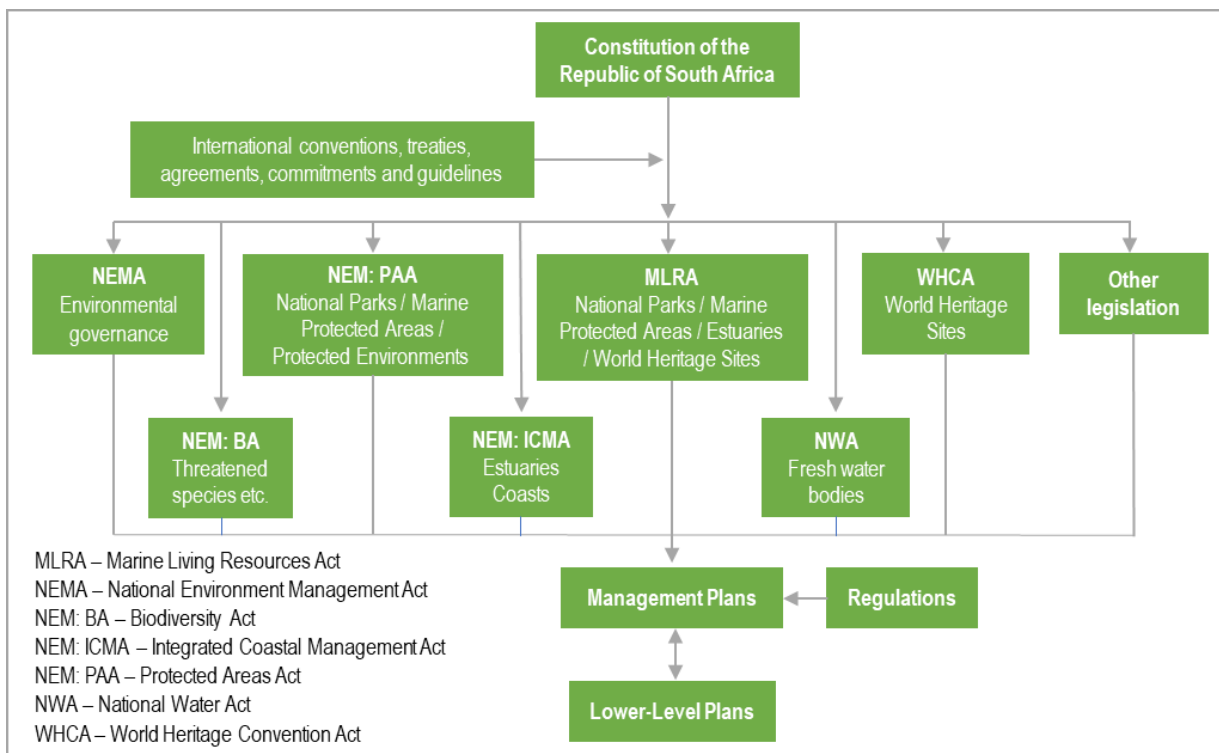 Constitution of the
Republic of South Africa
International conventions, treaties,
agreements, commitments and guidelines
NEMA
Environmental
governance
NEM: PAA
National Parks / Marine
Protected Areas /
Protected Environments
MLRA
National Parks / Marine
Protected Areas / Estuaries
/ World Heritage Sites
WHCA
World Heritage
Sites
Other
legislation
NEM: BA
Threatened
species etc.
NEM: ICMA
Estuaries
Coasts
NWA
Fresh water
bodies
MLRA – Marine Living Resources Act
NEMA – National Environment Management Act
NEM: BA – Biodiversity Act
NEM: ICMA – Integrated Coastal Management Act
NEM: PAA – Protected Areas Act
NWA – National Water Act
WHCA – World Heritage Convention Act
Management Plans
Regulations
Lower-Level Plans